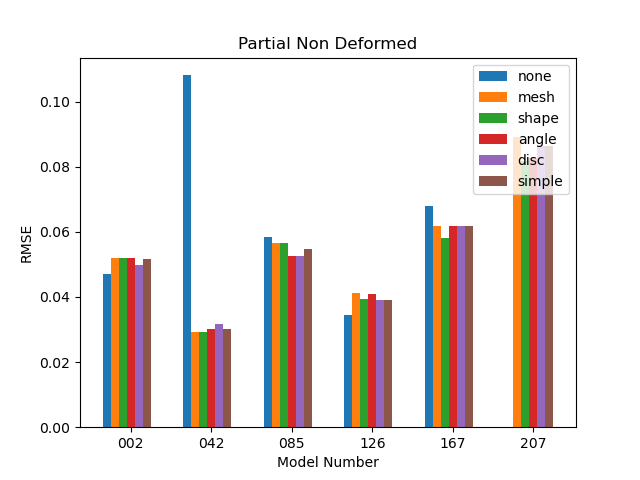 Partial Non Deformed
none
mesh
shape
angle
disc
simple
RMSE
0.10
0.08
0.06
0.04
0.02
0.00
002 042 085 126 167 207
Model Number